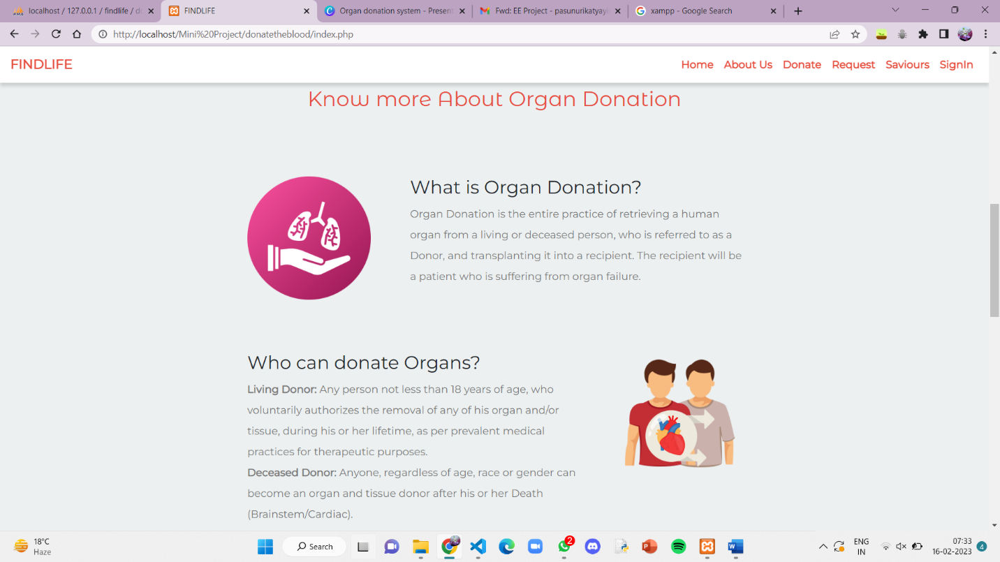 localhost / 127.0.0.1 / findlife / do
FINDLIFE
Organ donation system - Present
Fwd: EE Project - pasunurikatyayi
xampp - Google Search
http://localhost/Mini%20Project/donatetheblood/index.php
FINDLIFE
Home About Us Donate Request Saviours SignIn
Know more About Organ Donation
What is Organ Donation?
Organ Donation is the entire practice of retrieving a human
organ from a living or deceased person, who is referred to as a
Donor, and transplanting it into a recipient. The recipient will be
a patient who is suffering from organ failure.
Who can donate Organs?
Living Donor: Any person not less than 18 years of age, who
voluntarily authorizes the removal of any of his organ and/or
tissue, during his or her lifetime, as per prevalent medical
practices for therapeutic purposes.
Deceased Donor: Anyone, regardless of age, race or gender can
become an organ and tissue donor after his or her Death
(Brainstem/Cardiac).
18°C
Haze
Search
2
ENG
IN
07:33
16-02-2023
4